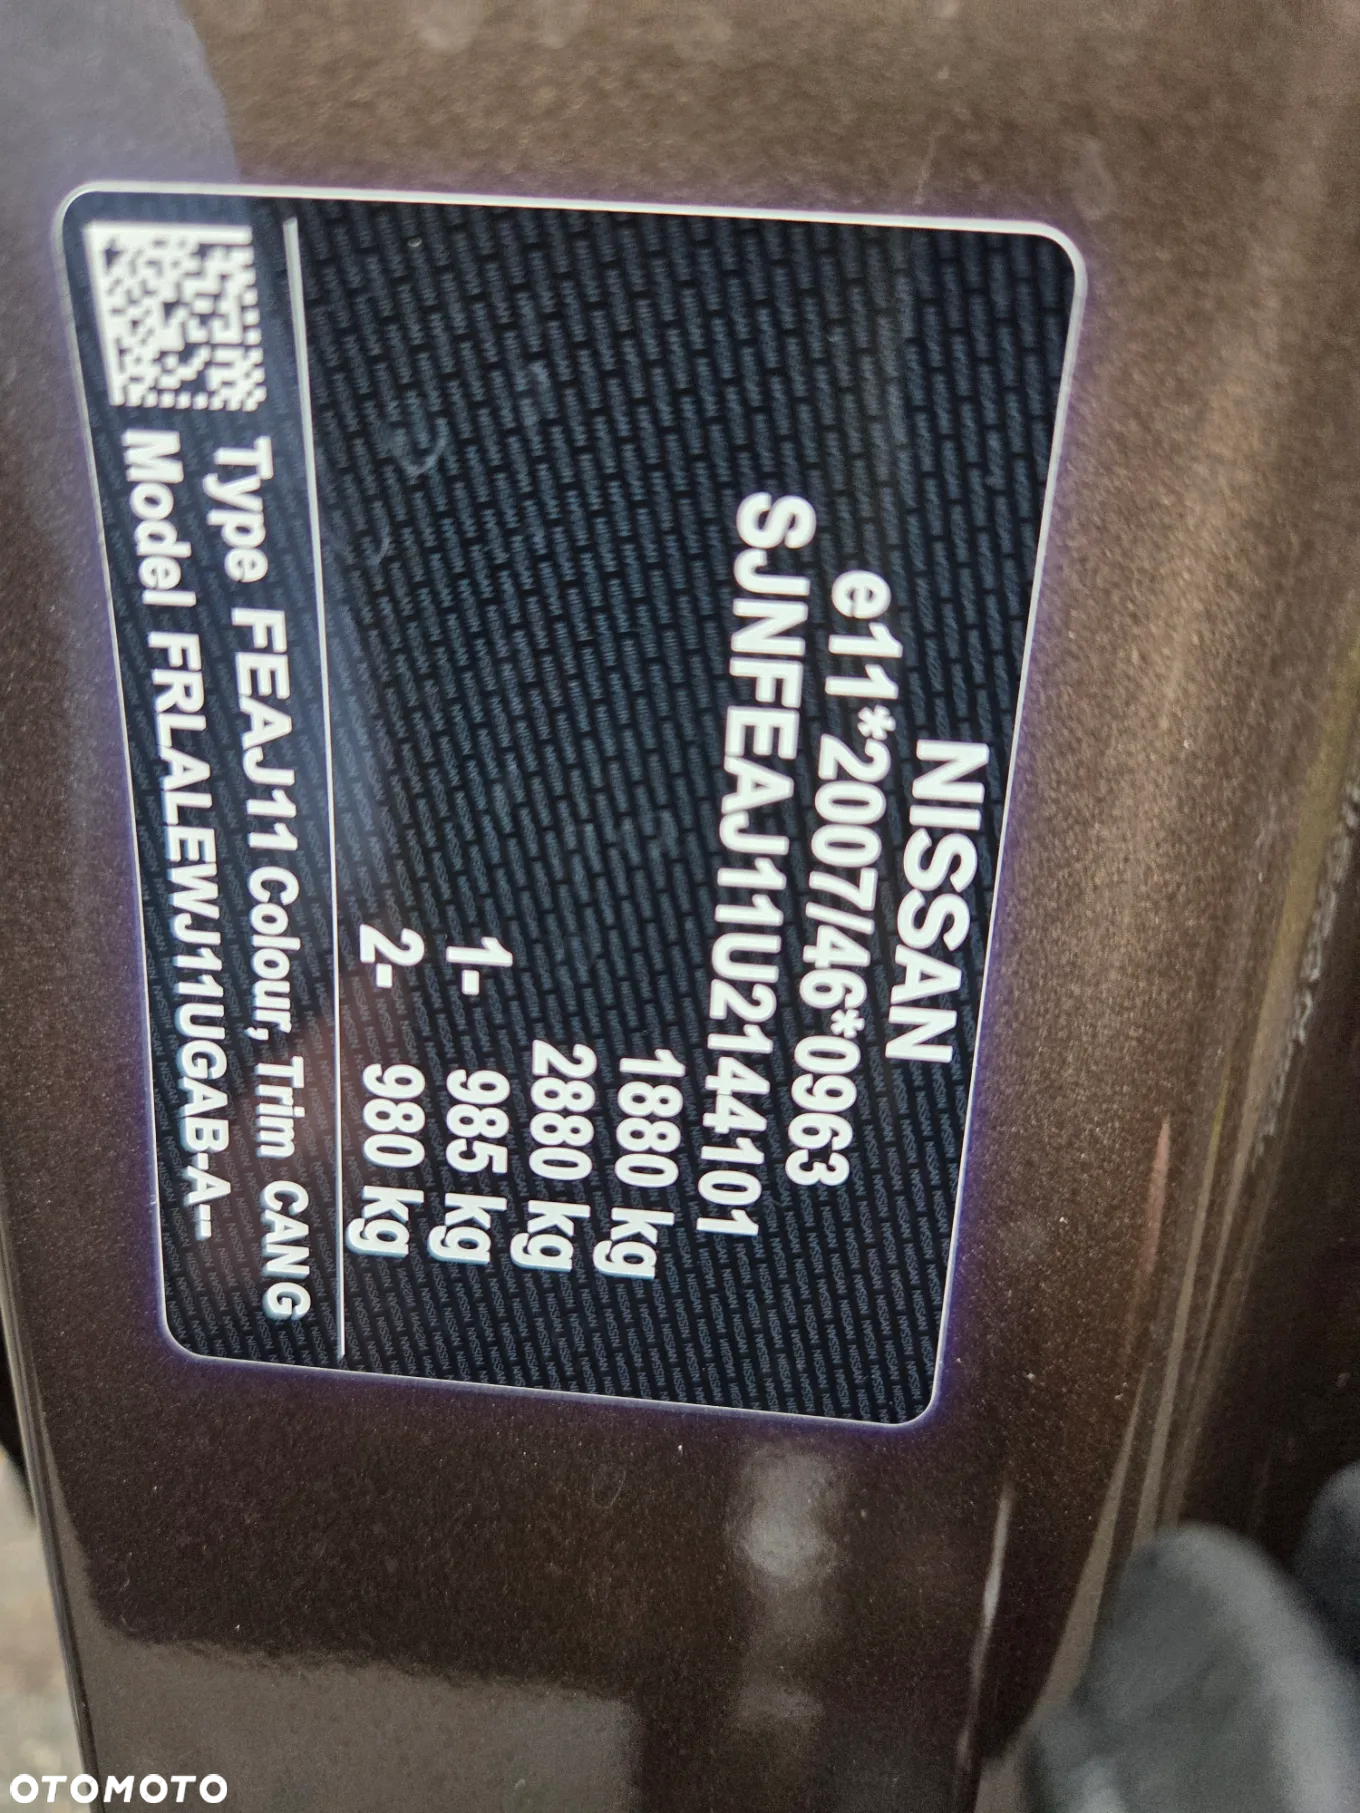 NISSAN
e11*2007/46*0963
SJNFEAJ11U2144101
1880 kg
2880 kg
1- 985 kg
2- 980 kg
Type FEAJ11 Colour, Trim CANG
Model FRLALEWJ11UGAB-A--
OTOMOTO